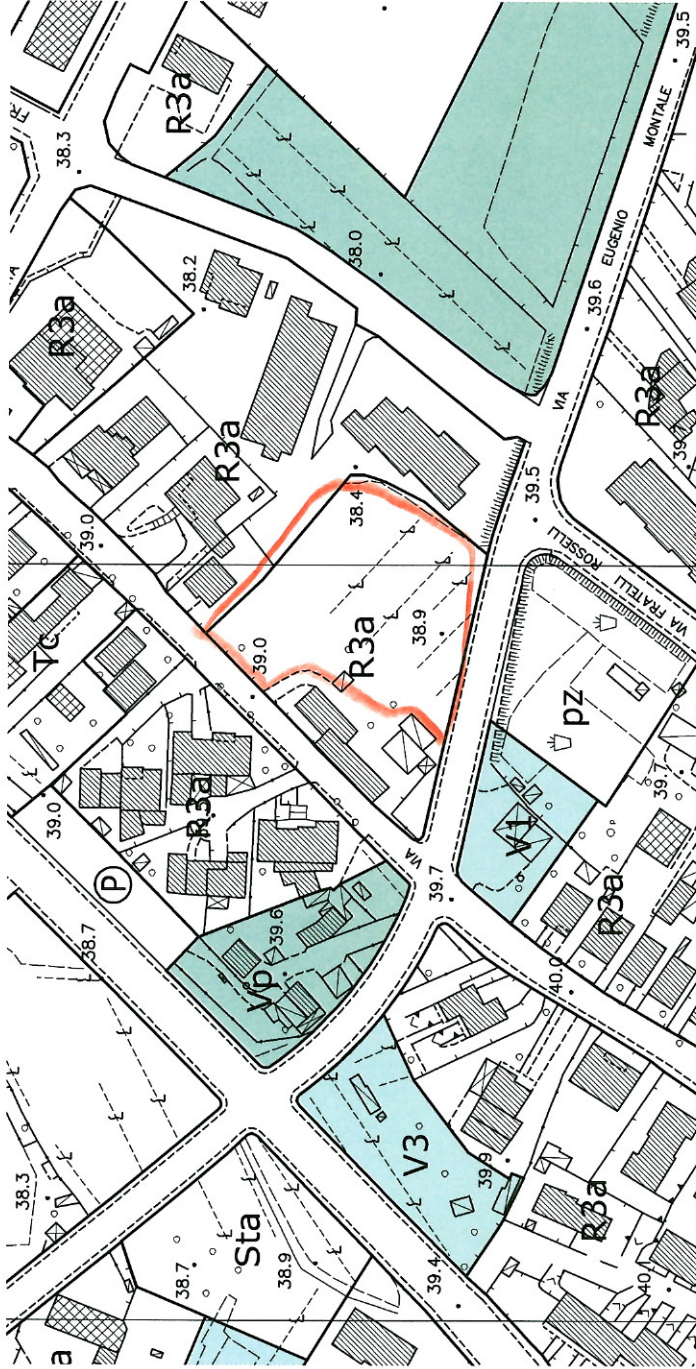 FR
38.3
R3a
39.5
MONTALE
EUGENIO
VIA
39.6
38.0
38.2
R3a
R3a
39.0
TC
R3a
38.4
38.9
39.0
R3a
39.5
VIA FRATELLI
ROSSELLI
R3a
pz
39.7
V1
R3a
39.0
P
R3a
38.7
39.6
Vp
VIA
39.7
40.0
V3
39.9
R3a
39.4
38.3
Sta
38.7
38.9
a